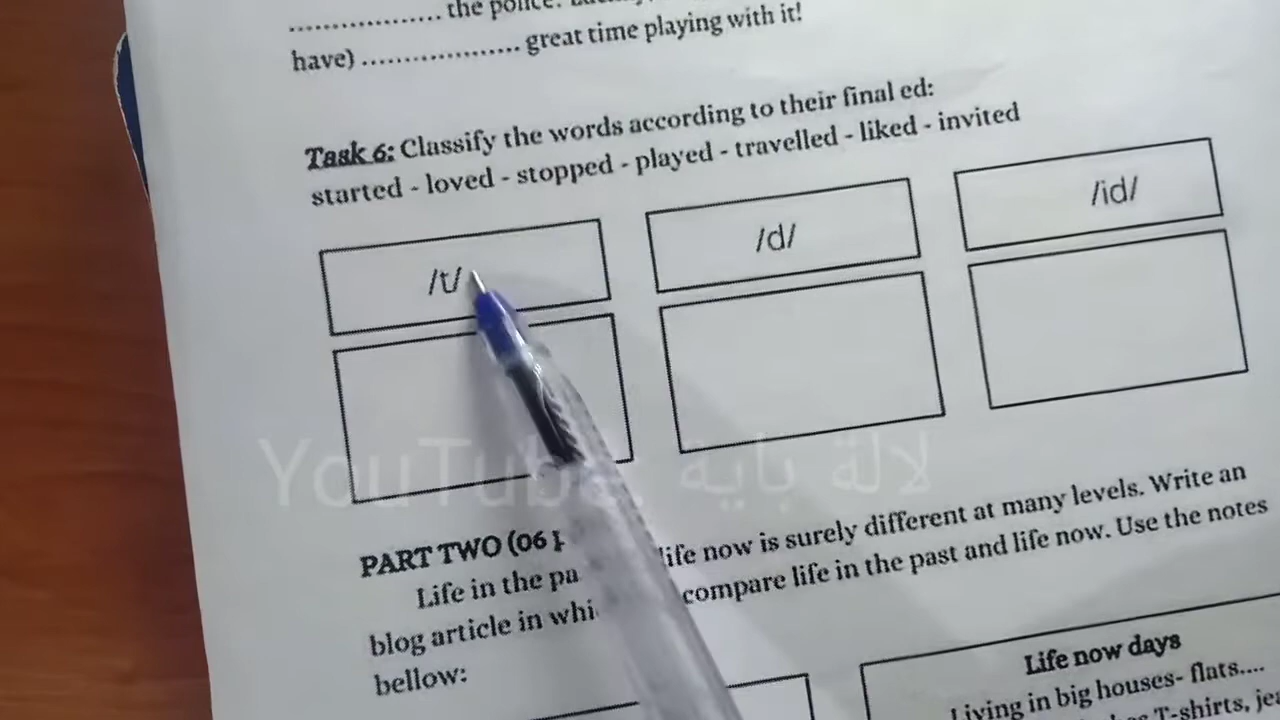 .................. the police.
have) ................... great time playing with it!
Task 6: Classify the words according to their final ed:
started - loved - stopped - played - travelled - liked - invited
/t/
/d/
/id/
YouTube, لالة باية
PART TWO (06
Life in the pa life now is surely different at many levels. Write an
blog article in whi compare life in the past and life now. Use the notes
bellow:
Life now days
Living in big houses- flats....
T-shirts,